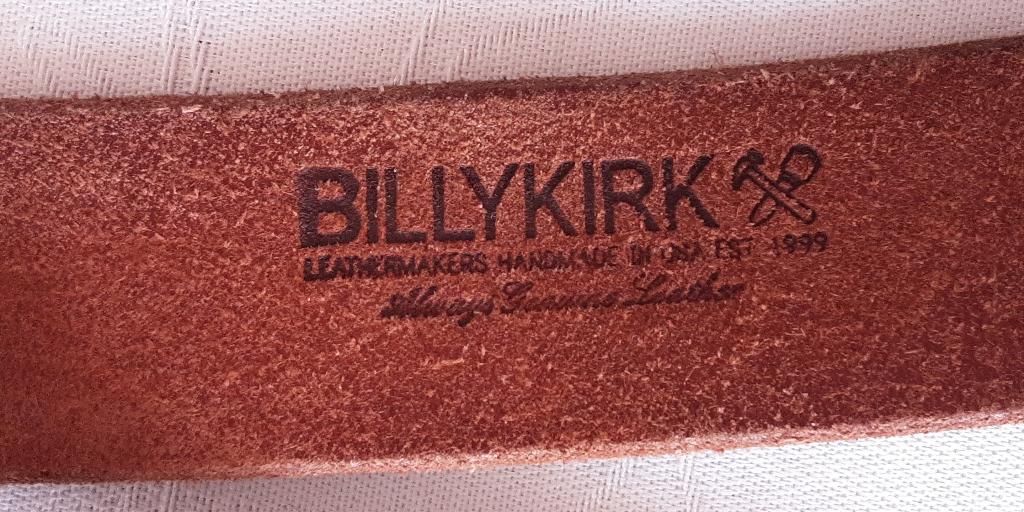 BILLYKIRK
LEATHERMAKERS HANDMADE IN USA EST 1999
Always Genuine Leather